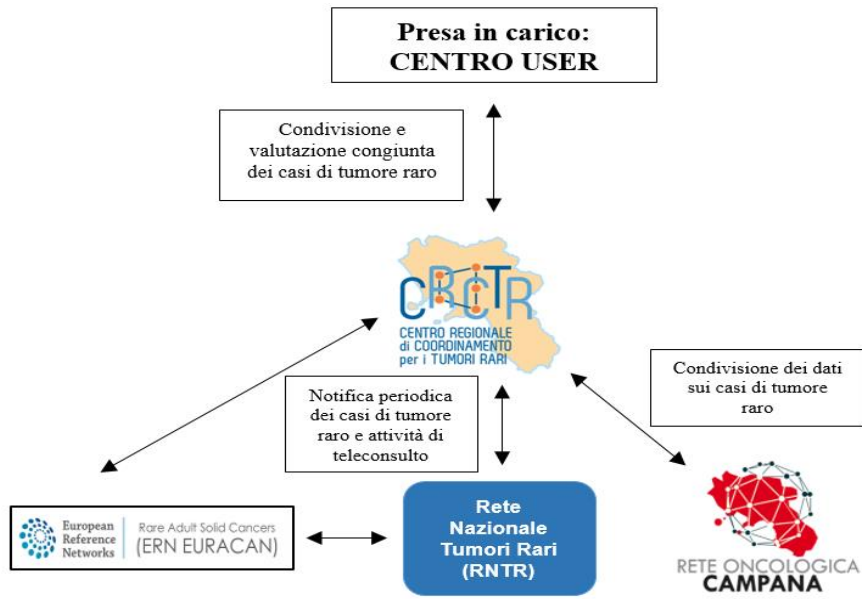 Presa in carico:
CENTRO USER
Condivisione e
valutazione congiunta
dei casi di tumore raro
CRCTR
CENTRO REGIONALE
di COORDINAMENTO
per i TUMORI RARI
Condivisione dei dati
sui casi di tumore
raro
Notifica periodica
dei casi di tumore
raro e attività di
teleconsulto
European
Reference
Networks
Rare Adult Solid Cancers
(ERN EURACAN)
Rete
Nazionale
Tumori Rari
(RNTR)
RETE ONCOLOGICA
CAMPANA